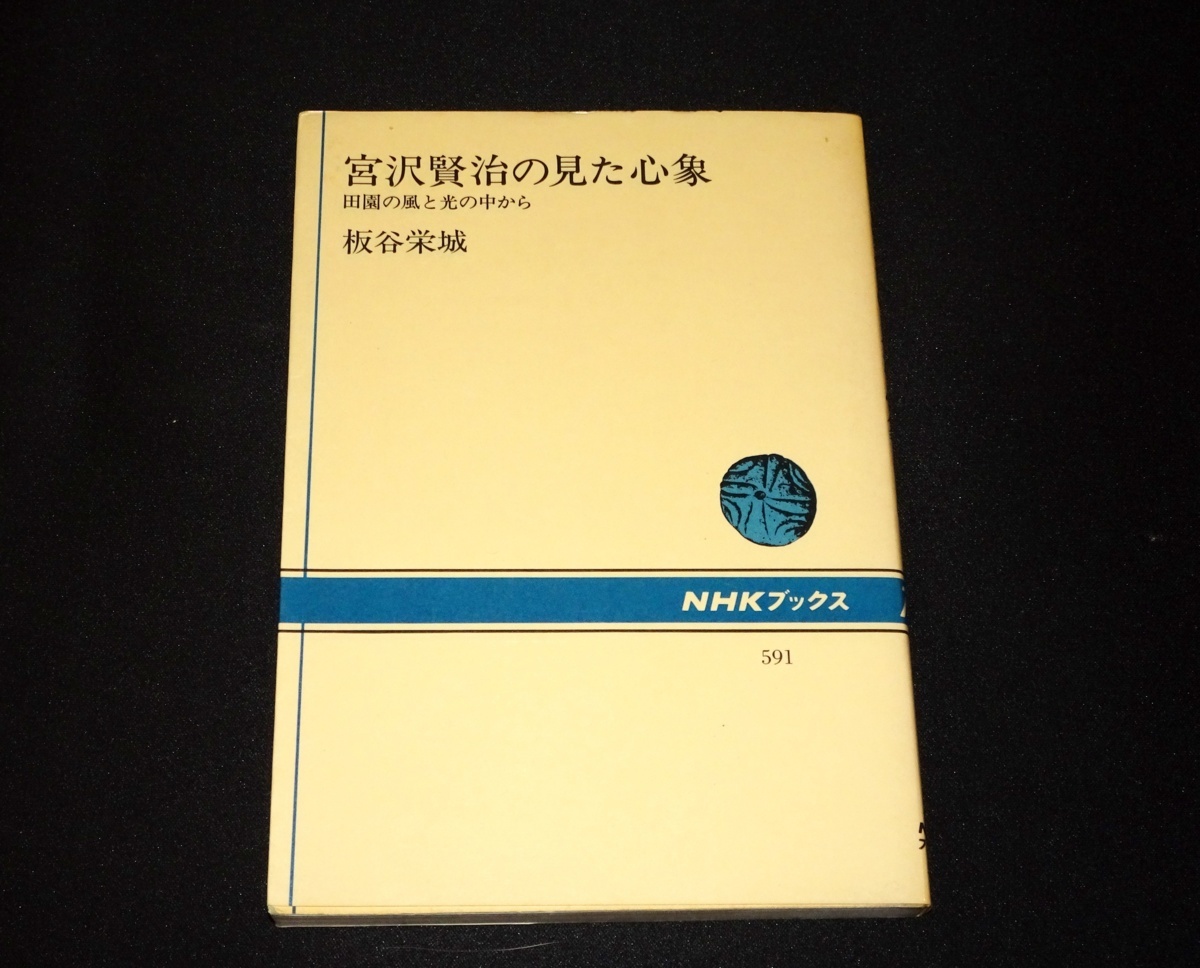 宮沢賢治の見た心象
田園の風と光の中から
板谷栄城
NHKブックス
591